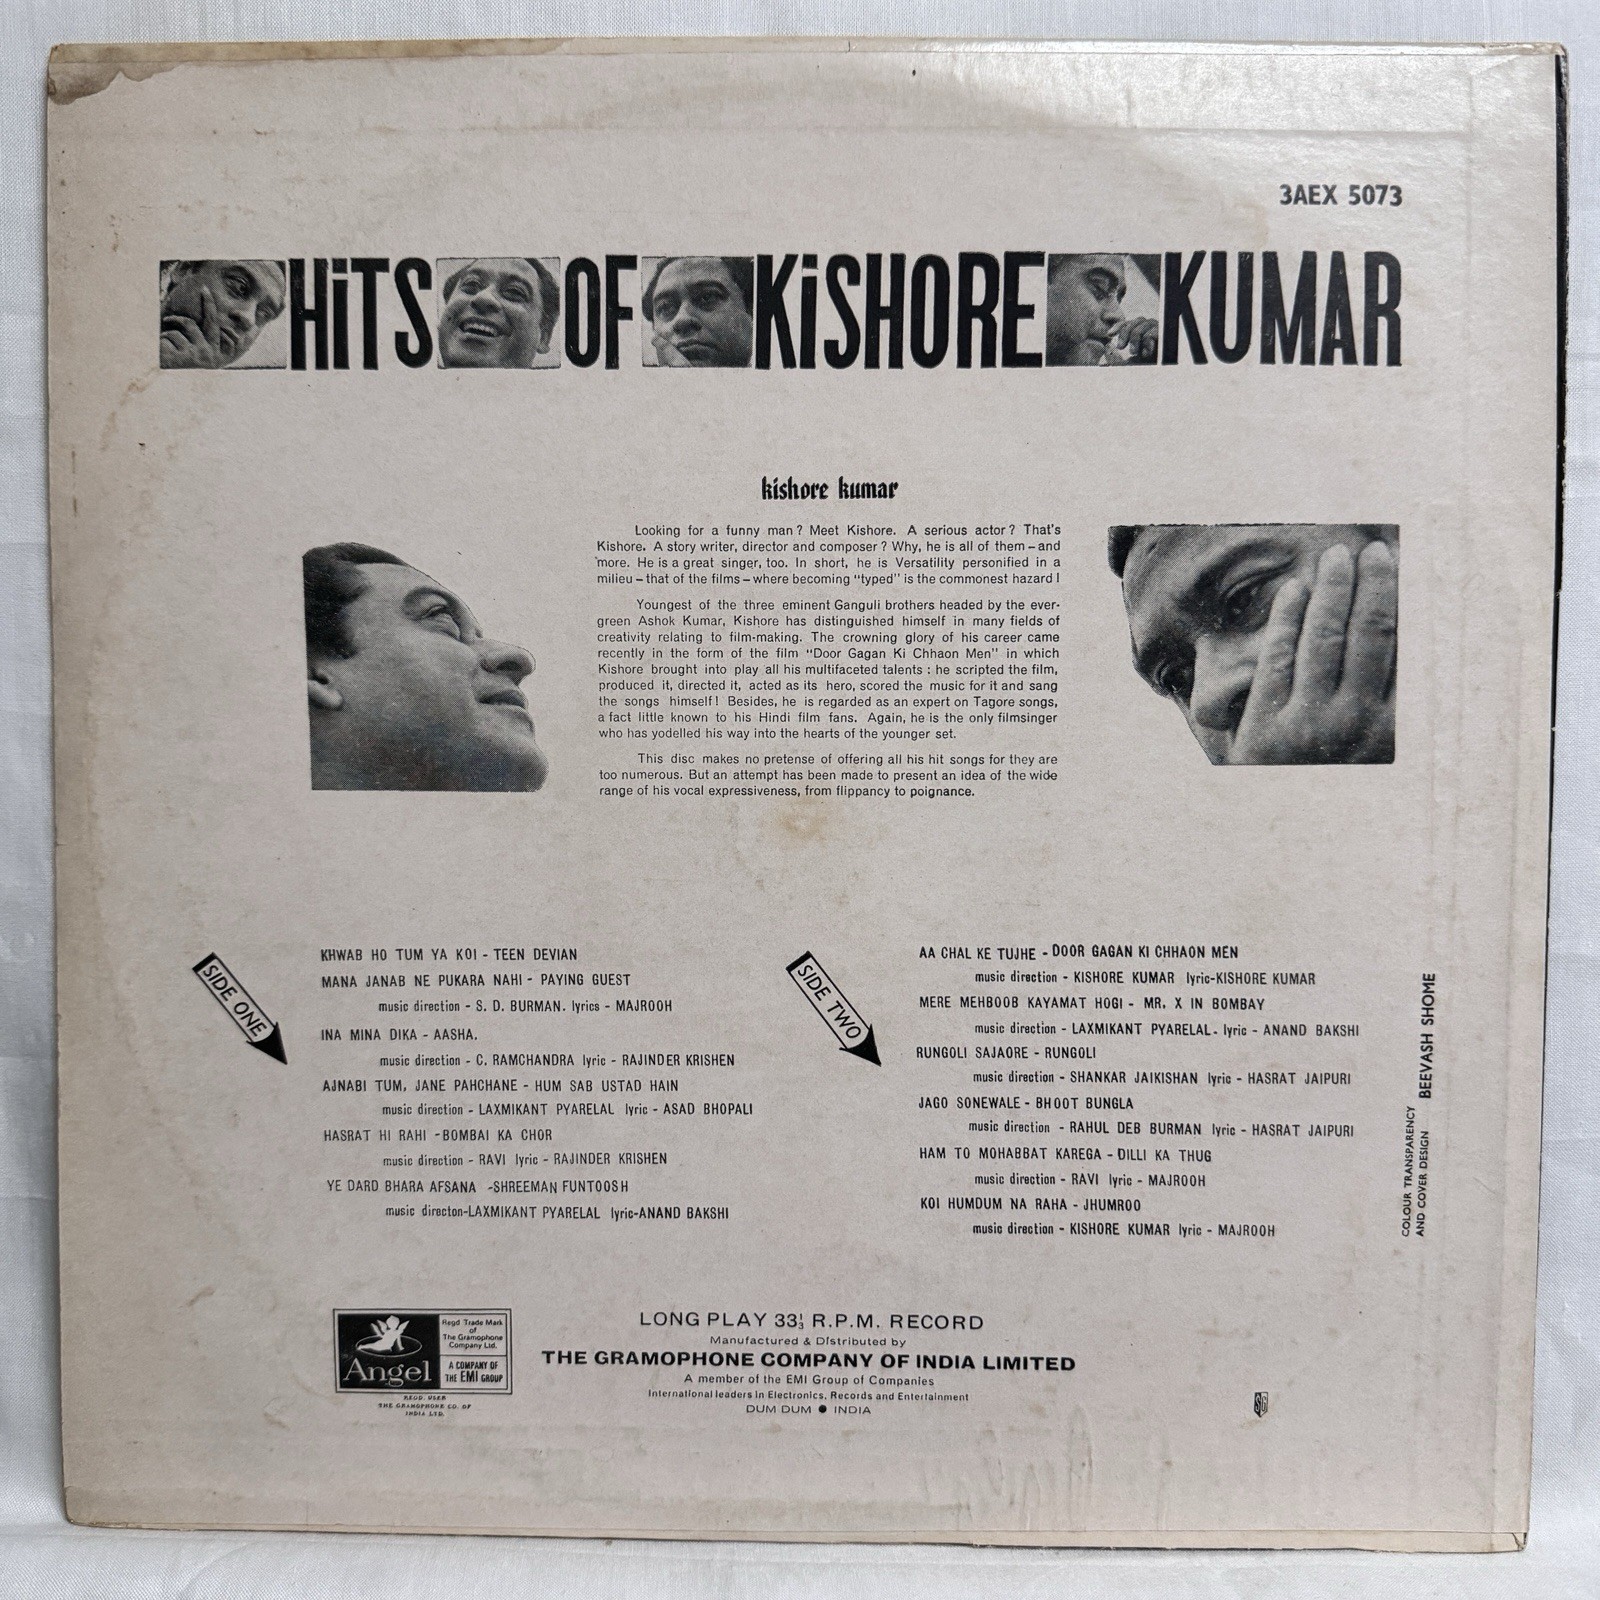 3AEX 5073
HiTS OF KiSHORE KUMAR
kishore kumar
Looking for a funny man? Meet Kishore. A serious actor? That's
Kishore. A story writer, director and composer? Why, he is all of them – and
more. He is a great singer, too. In short, he is Versatility personified in a
milieu – that of the films – where becoming "typed" is the commonest hazard!
Youngest of the three eminent Ganguli brothers headed by the ever-
green Ashok Kumar, Kishore has distinguished himself in many fields of
creativity relating to film-making. The crowning glory of his career came
recently in the form of the film "Door Gagan Ki Chhaon Men" in which
Kishore brought into play all his multifaceted talents : he scripted the film,
produced it, directed it, acted as its hero, scored the music for it and sang
the songs himself! Besides, he is regarded as an expert on Tagore songs,
a fact little known to his Hindi film fans. Again, he is the only filmsinger
who has yodelled his way into the hearts of the younger set.
This disc makes no pretense of offering all his hit songs for they are
too numerous. But an attempt has been made to present an idea of the wide
range of his vocal expressiveness, from flippancy to poignance.
SIDE ONE
KHWAB HO TUM YA KOI - TEEN DEVIAN
MANA JANAB NE PUKARA NAHI - PAYING GUEST
music direction - S. D. BURMAN. lyrics - MAJROOH
INA MINA DIKA - AASHA.
music direction - C. RAMCHANDRA lyric - RAJINDER KRISHEN
AJNABI TUM, JANE PAHCHANE - HUM SAB USTAD HAIN
music direction - LAXMIKANT PYARELAL lyric - ASAD BHOPALI
HASRAT HI RAHI -BOMBAI KA CHOR
music direction - RAVI lyric - RAJINDER KRISHEN
YE DARD BHARA AFSANA -SHREEMAN FUNTOOSH
music directon-LAXMIKANT PYARELAL lyric-ANAND BAKSHI
SIDE TWO
AA CHAL KE TUJHE - DOOR GAGAN KI CHHAON MEN
music direction - KISHORE KUMAR lyric-KISHORE KUMAR
MERE MEHBOOB KAYAMAT HOGI - MR. X IN BOMBAY
music direction - LAXMIKANT PYARELAL- lyric - ANAND BAKSHI
RUNGOLI SAJAORE - RUNGOLI
music direction - SHANKAR JAIKISHAN lyric - HASRAT JAIPURI
JAGO SONEWALE - BHOOT BUNGLA
music direction - RAHUL DEB BURMAN lyric - HASRAT JAIPURI
HAM TO MOHABBAT KAREGA - DILLI KA THUG
music direction - RAVI lyric - MAJROOH
KOI HUMDUM NA RAHA - JHUMROO
music direction - KISHORE KUMAR lyric - MAJROOH
COLOUR TRANSPARENCY
AND COVER DESIGN BEEVASH SHOME
Angel
Regd Trade Mark
of
The Gramophone
Company Ltd.
A COMPANY OF
THE EMI GROUP
REGD. USER
THE GRAMOPHONE CO. OF
INDIA LTD.
LONG PLAY 33⅓ R.P.M. RECORD
Manufactured & Distributed by
THE GRAMOPHONE COMPANY OF INDIA LIMITED
A member of the EMI Group of Companies
International leaders in Electronics, Records and Entertainment
DUM DUM ● INDIA